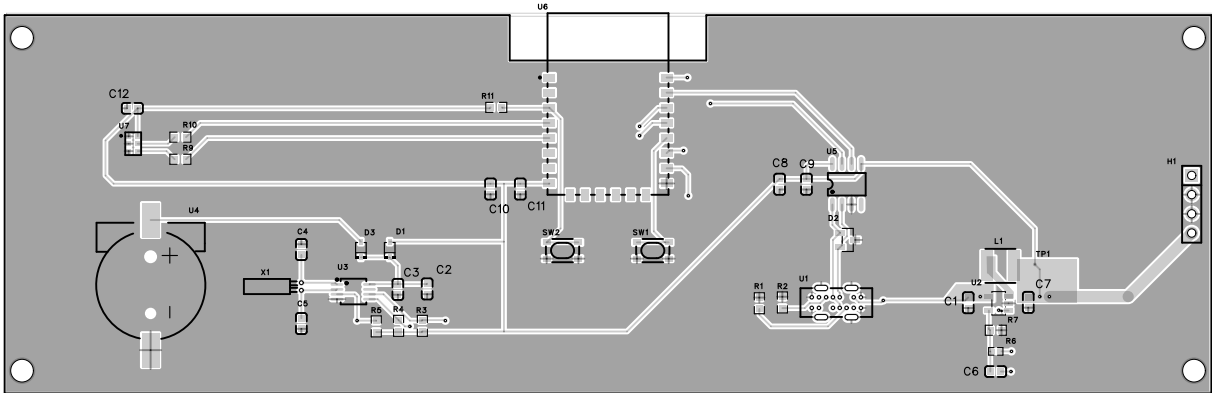 U6
C12
R11
U7
R10
R9
U5
C8
C9
H1
C10
C11
U4
D2
C4
D3
D1
SW2
SW1
L1
TP1
X1
U3
C3
C2
U1
U2
C7
R1
R2
C1
C5
R5
R4
R3
R7
R6
C6